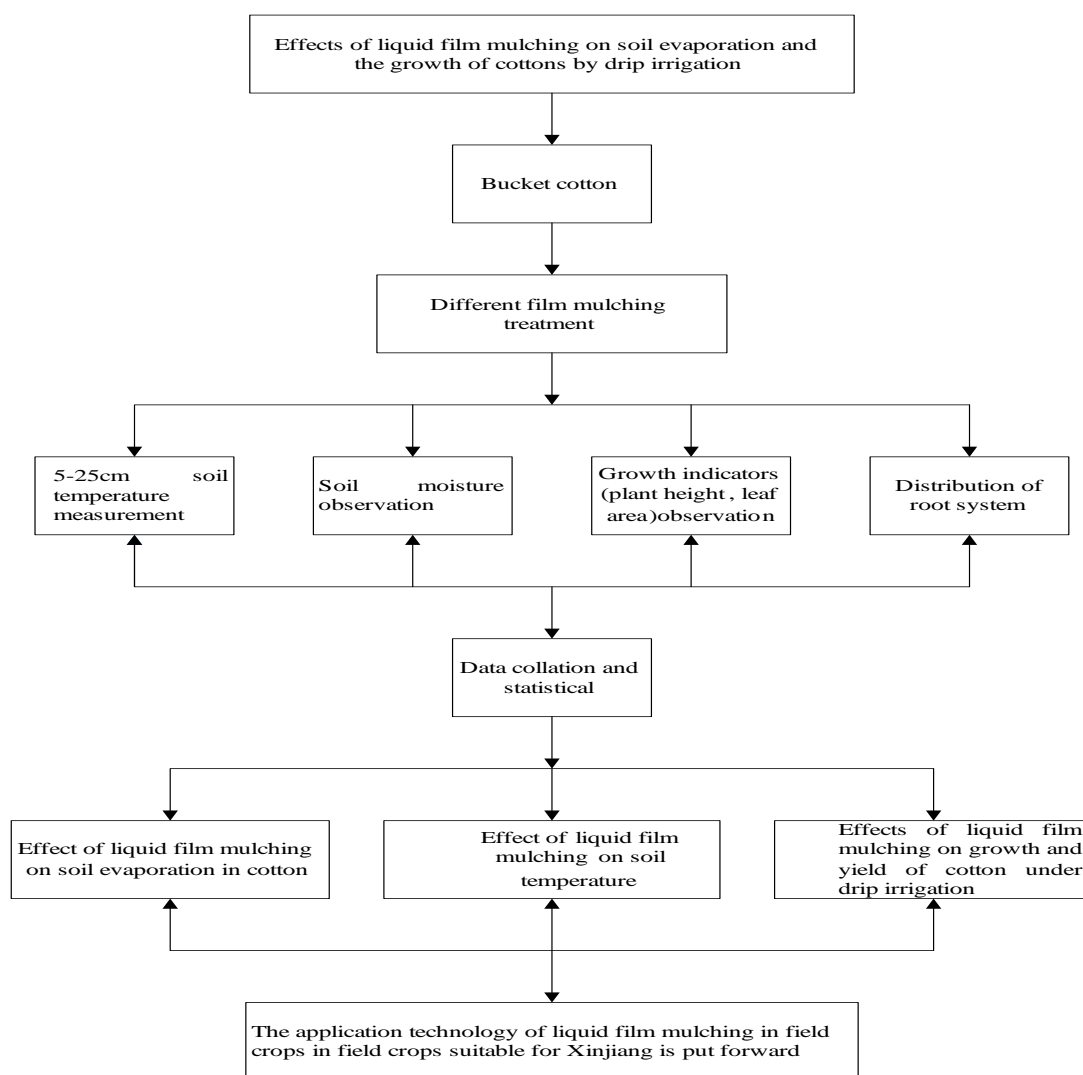 Effects of liquid film mulching on soil evaporation and
the growth of cottons by drip irrigation
Bucket cotton
Different film mulching
treatment
5-25cm soil
temperature
measurement
Soil moisture
observation
Growth indicators
(plant height , leaf
area)observation
Distribution of
root system
Data collation and
statistical
Effect of liquid film mulching
on soil evaporation in cotton
Effect of liquid film
mulching on soil
temperature
Effects of liquid film
mulching on growth and
yield of cotton under
drip irrigation
The application technology of liquid film mulching in field
crops in field crops suitable for Xinjiang is put forward